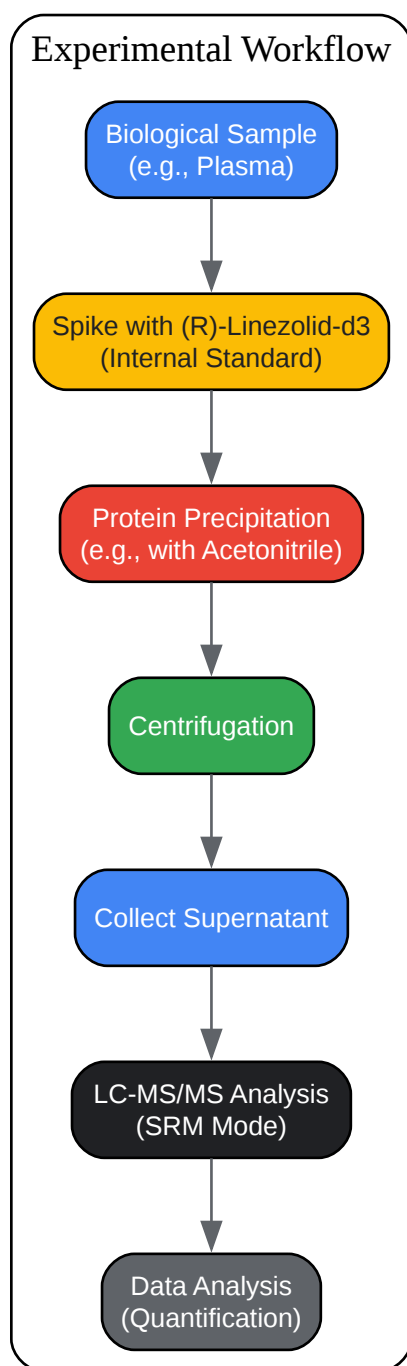 Experimental Workflow
Biological Sample
(e.g., Plasma)
Spike with (R)-Linezolid-d3
(Internal Standard)
Protein Precipitation
(e.g., with Acetonitrile)
Centrifugation
Collect Supernatant
LC-MS/MS Analysis
(SRM Mode)
Data Analysis
(Quantification)